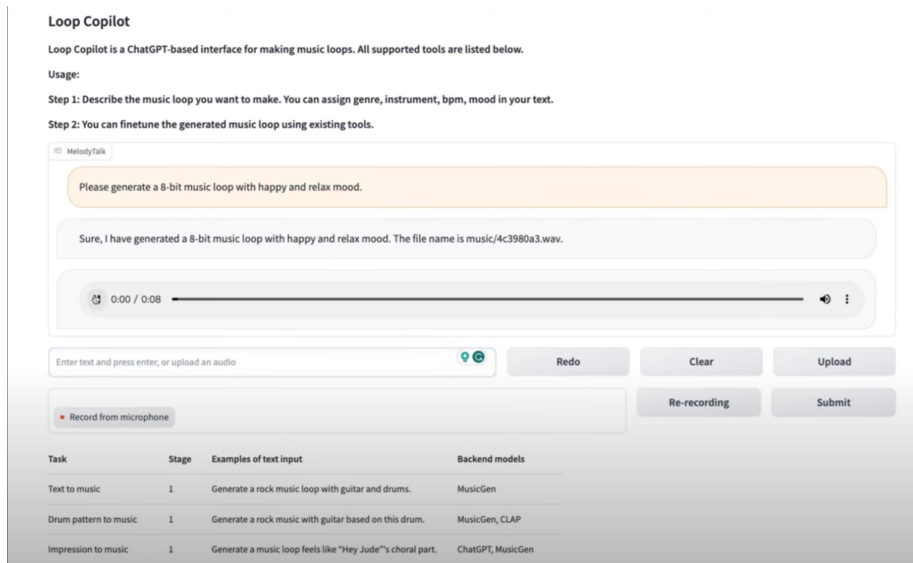 Loop Copilot
Loop Copilot is a ChatGPT-based interface for making music loops. All supported tools are listed below.
Usage:
Step 1: Describe the music loop you want to make. You can assign genre, instrument, bpm, mood in your text.
Step 2: You can finetune the generated music loop using existing tools.
MelodyTalk
Please generate a 8-bit music loop with happy and relax mood.
Sure, I have generated a 8-bit music loop with happy and relax mood. The file name is music/4c3980a3.wav.
0:00 / 0:08
Enter text and press enter, or upload an audio
Redo Clear Upload
Re-recording Submit
Record from microphone
Task Stage Examples of text input Backend models
Text to music 1 Generate a rock music loop with guitar and drums. MusicGen
Drum pattern to music 1 Generate a rock music with guitar based on this drum. MusicGen, CLAP
Impression to music 1 Generate a music loop feels like "Hey Jude"'s choral part. ChatGPT, MusicGen